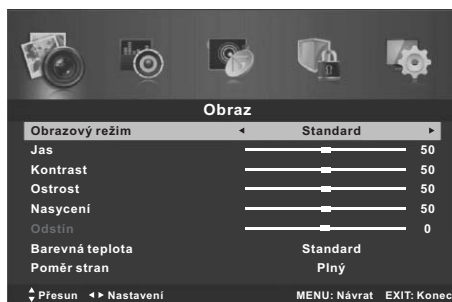 Obraz
Obrazový režim Standard
Jas 50
Kontrast 50
Ostrost 50
Nasycení 50
Odstín 0
Barevná teplota Standard
Poměr stran Plný
Přesun Nastavení MENU: Návrat EXIT: Konec